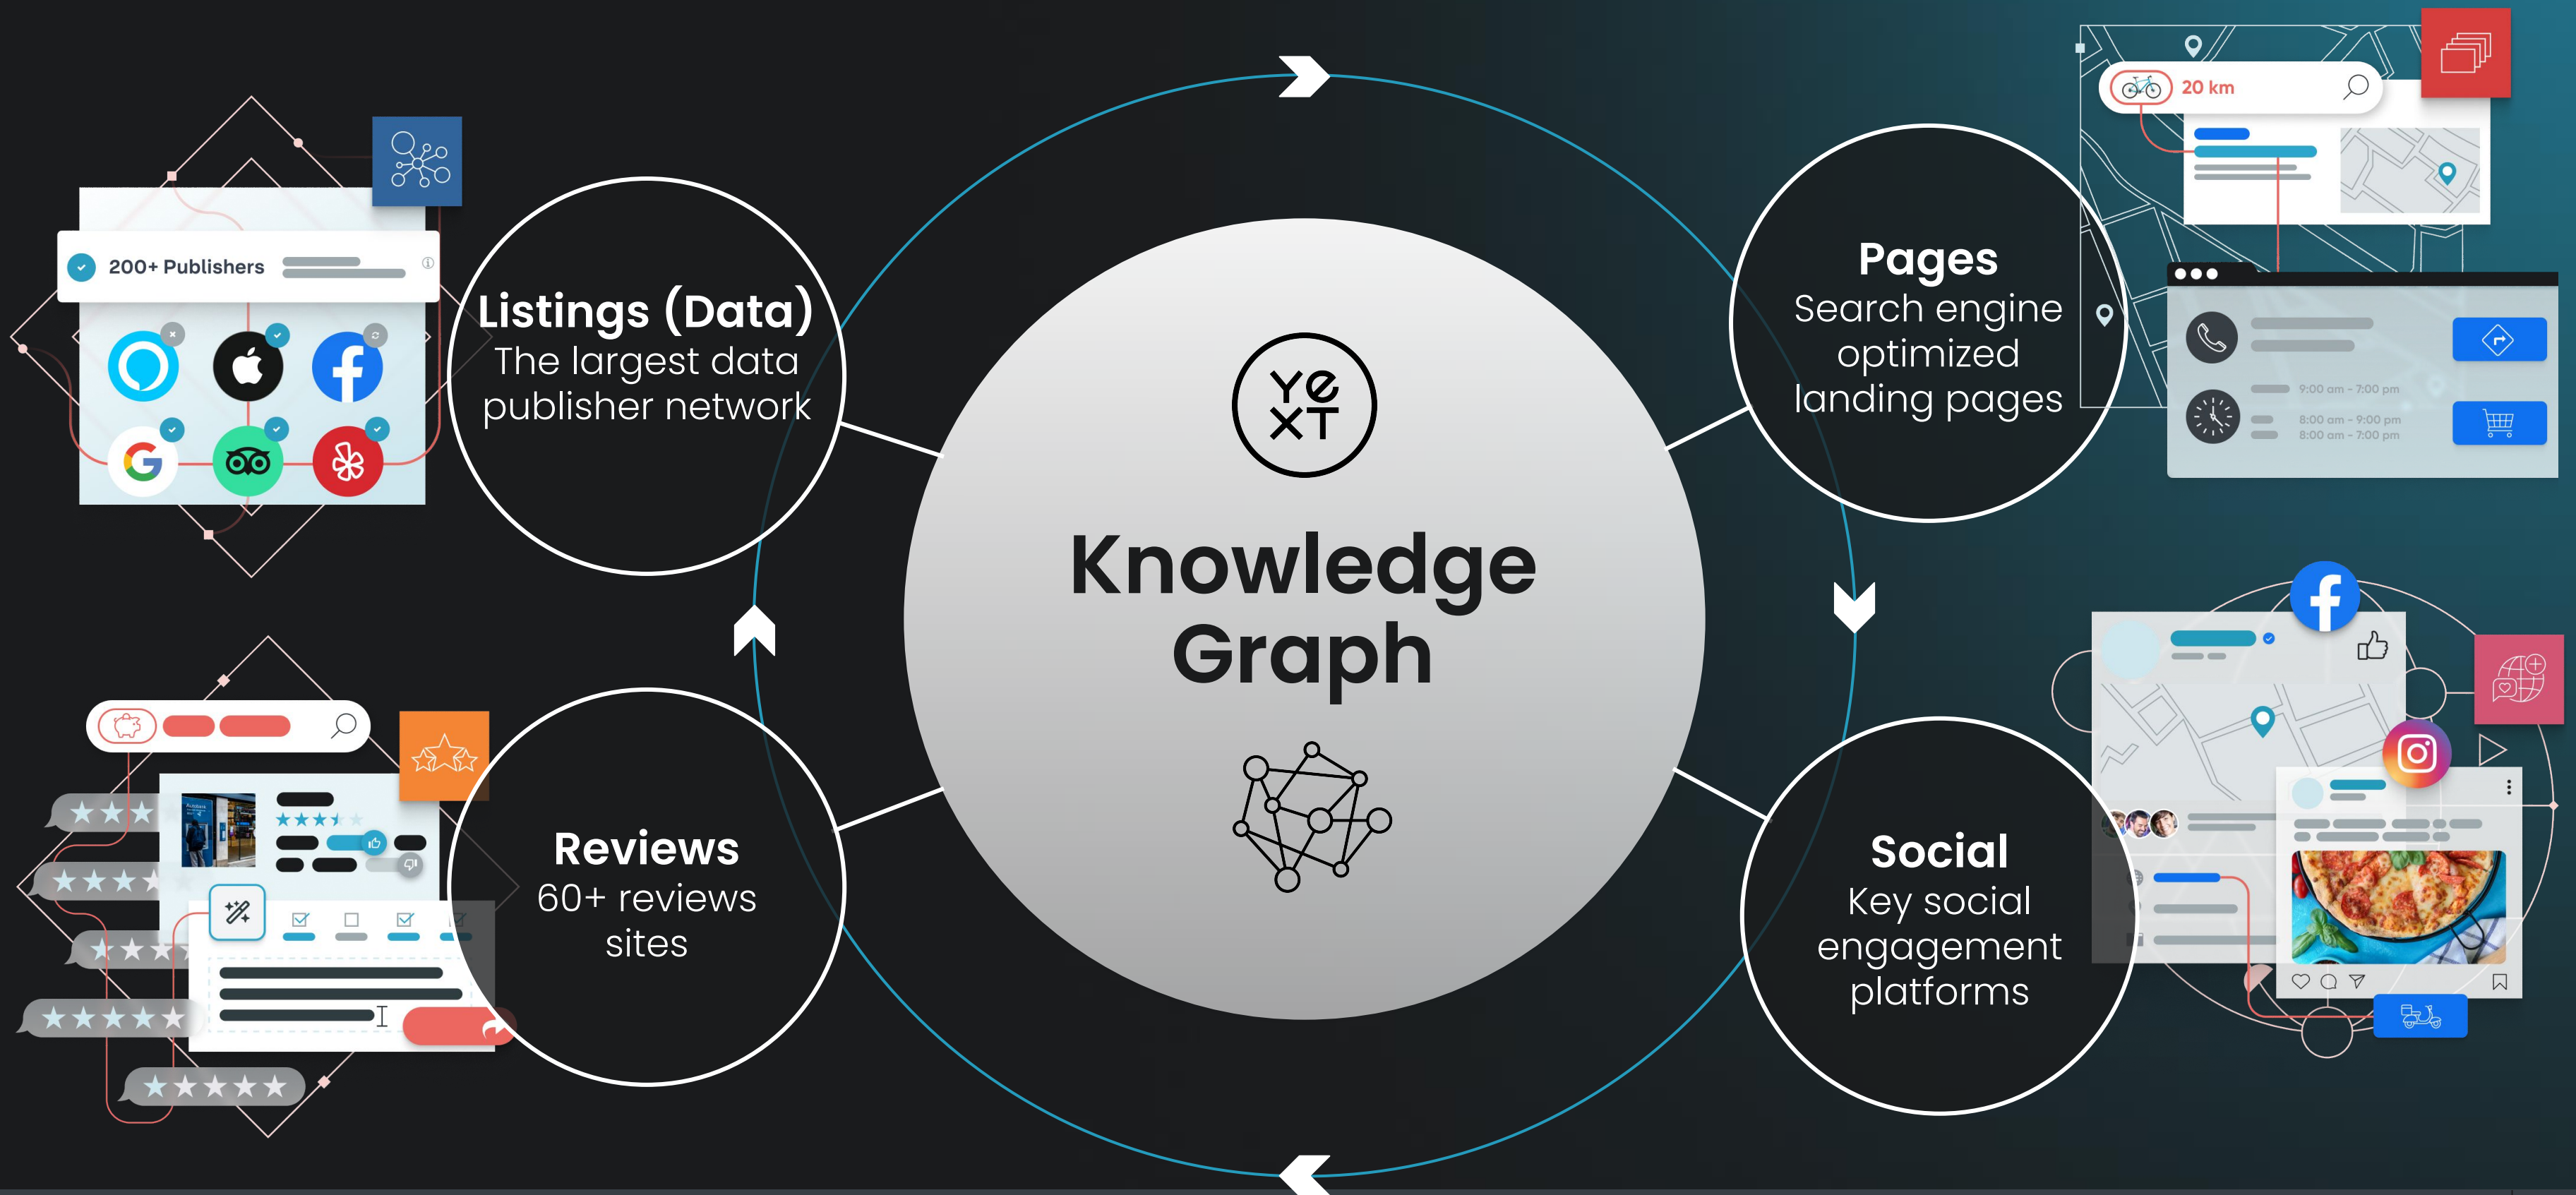 200+ Publishers
Listings (Data)
The largest data
publisher network
Reviews
60+ reviews
sites
YEXT
Knowledge
Graph
Pages
Search engine
optimized
landing pages
20 km
9:00 am - 7:00 pm
8:00 am - 9:00 pm
8:00 am - 7:00 pm
Social
Key social
engagement
platforms